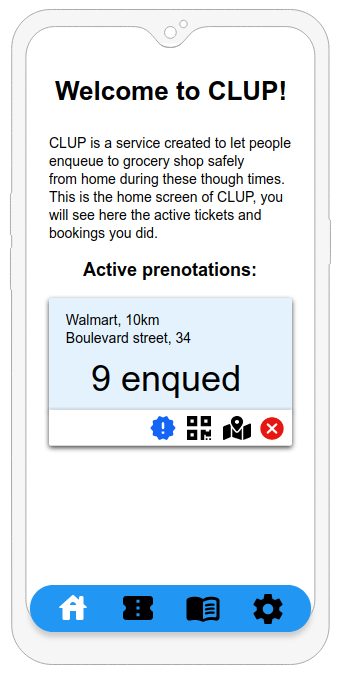 Welcome to CLUP!
CLUP is a service created to let people
enqueue to grocery shop safely
from home during these though times.
This is the home screen of CLUP, you
will see here the active tickets and
bookings you did.
Active prenotations:
Walmart, 10km
Boulevard street, 34
9 enqued